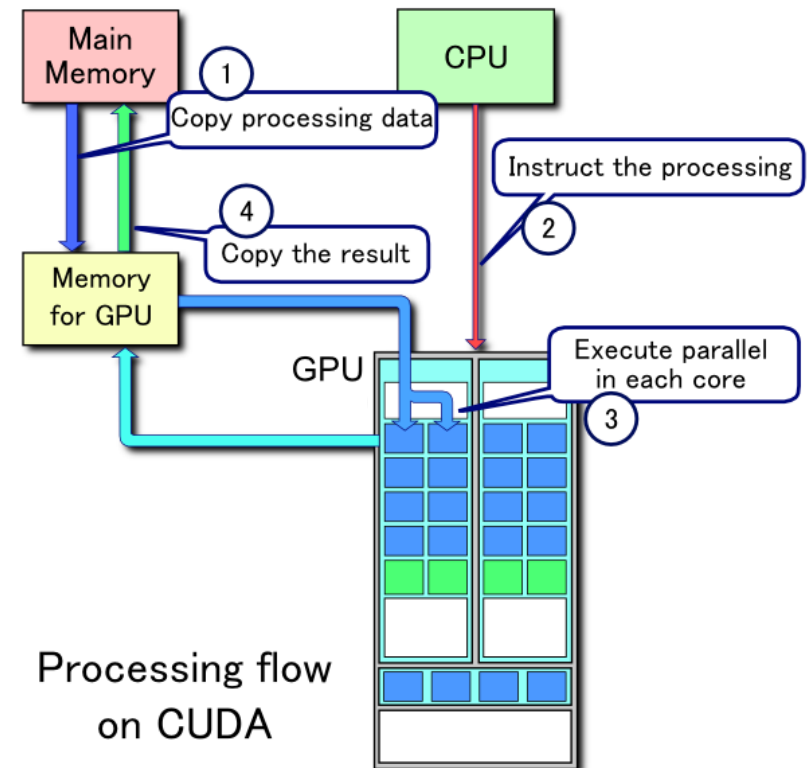 Main
Memory
CPU
1
Copy processing data
Instruct the processing
2
4
Copy the result
Memory
for GPU
GPU
Execute parallel
in each core
3
Processing flow
on CUDA